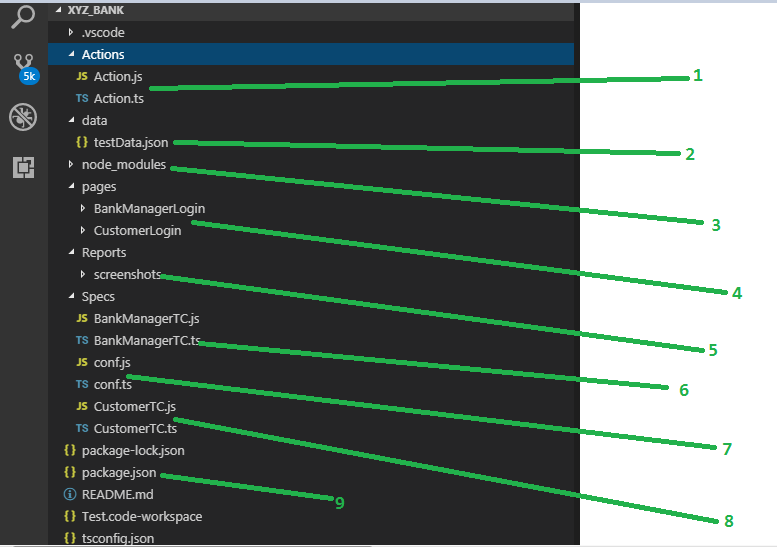 XYZ_BANK
.vscode
Actions
JS Action.js
TS Action.ts
1
data
{} testData.json
2
node_modules
3
pages
BankManagerLogin
CustomerLogin
4
Reports
screenshots
5
Specs
JS BankManagerTC.js
TS BankManagerTC.ts
6
JS conf.js
TS conf.ts
7
JS CustomerTC.js
TS CustomerTC.ts
8
{} package-lock.json
{} package.json
9
README.md
{} Test.code-workspace
{} tsconfig.json
5k